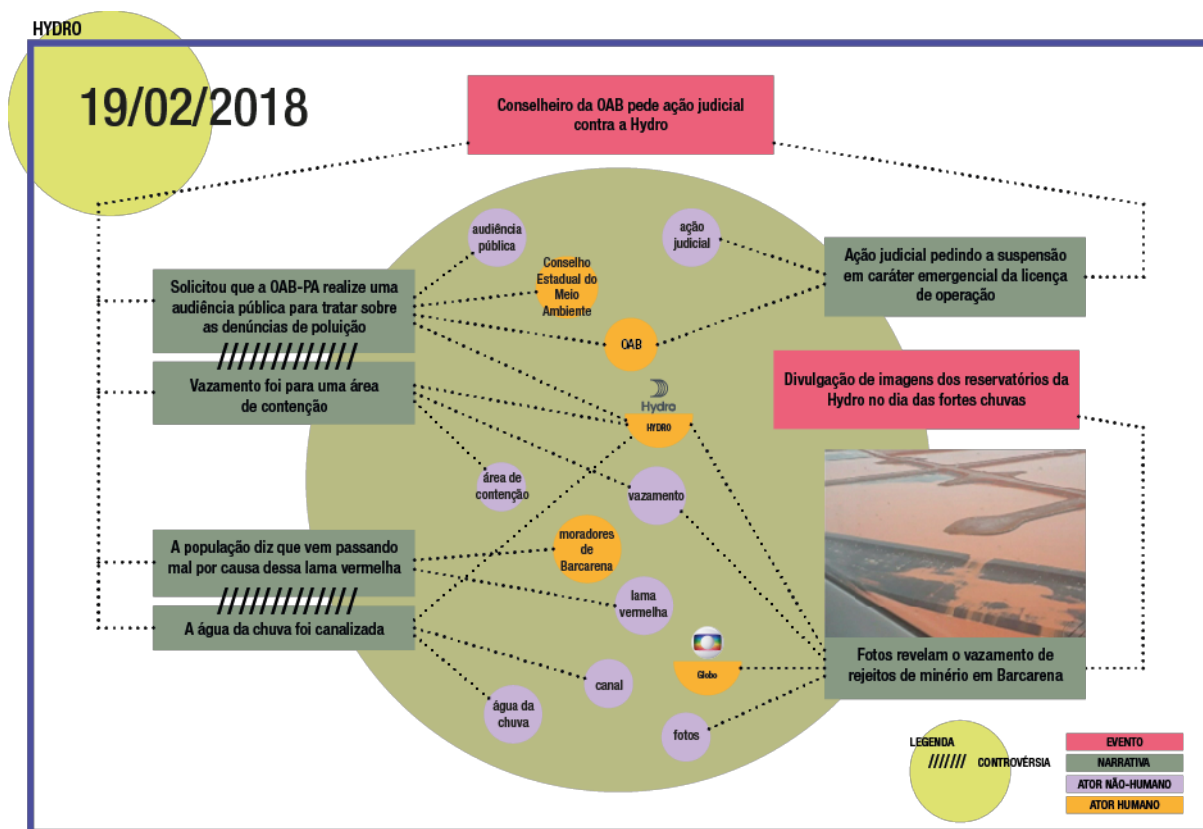 HYDRO
19/02/2018
Conselheiro da OAB pede ação judicial
contra a Hydro
audiência
pública
ação
judicial
Conselho
Estadual do
Meio
Ambiente
OAB
Solicitou que a OAB-PA realize uma
audiência pública para tratar sobre
as denúncias de poluição
Ação judicial pedindo a suspensão
em caráter emergencial da licença
de operação
Vazamento foi para uma área
de contenção
Hydro
HYDRO
Divulgação de imagens dos reservatórios da
Hydro no dia das fortes chuvas
área de
contenção
vazamento
A população diz que vem passando
mal por causa dessa lama vermelha
moradores
de
Barcarena
lama
vermelha
A água da chuva foi canalizada
Globo
Fotos revelam o vazamento de
rejeitos de minério em Barcarena
canal
água da
chuva
fotos
LEGENDA
CONTROVÉRSIA
EVENTO
NARRATIVA
ATOR NÃO-HUMANO
ATOR HUMANO